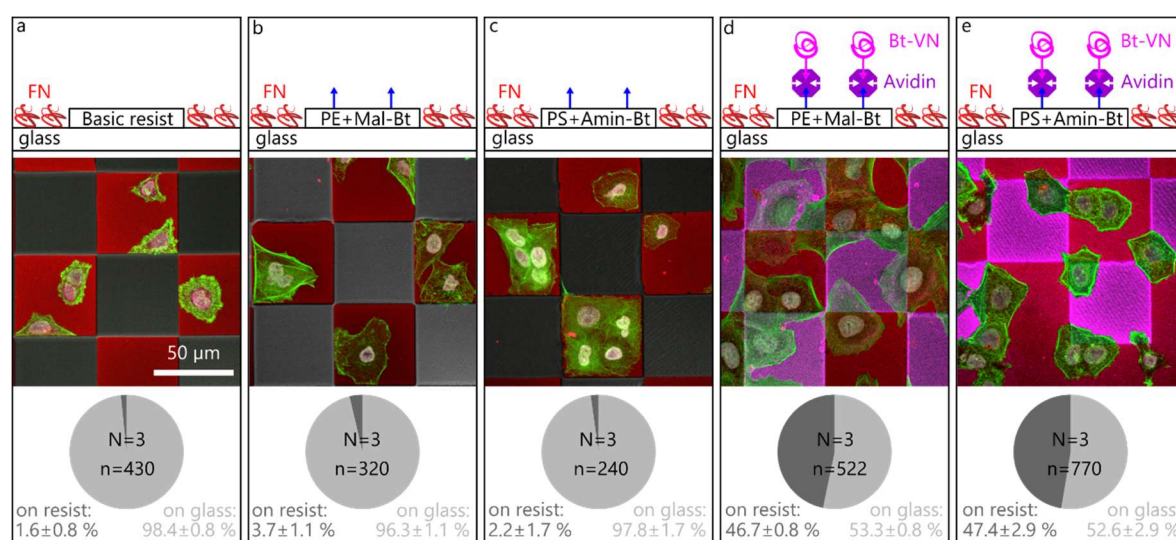 a
FN
Basic resist
glass
50 μm
N=3
n=430
on resist: on glass:
1.6±0.8 % 98.4±0.8 %
b
FN
PE+Mal-Bt
glass
N=3
n=320
on resist: on glass:
3.7±1.1 % 96.3±1.1 %
c
FN
PS+Amin-Bt
glass
N=3
n=240
on resist: on glass:
2.2±1.7 % 97.8±1.7 %
d
Bt-VN
FN
Avidin
PE+Mal-Bt
glass
N=3
n=522
on resist: on glass:
46.7±0.8 % 53.3±0.8 %
e
Bt-VN
FN
Avidin
PS+Amin-Bt
glass
N=3
n=770
on resist: on glass:
47.4±2.9 % 52.6±2.9 %